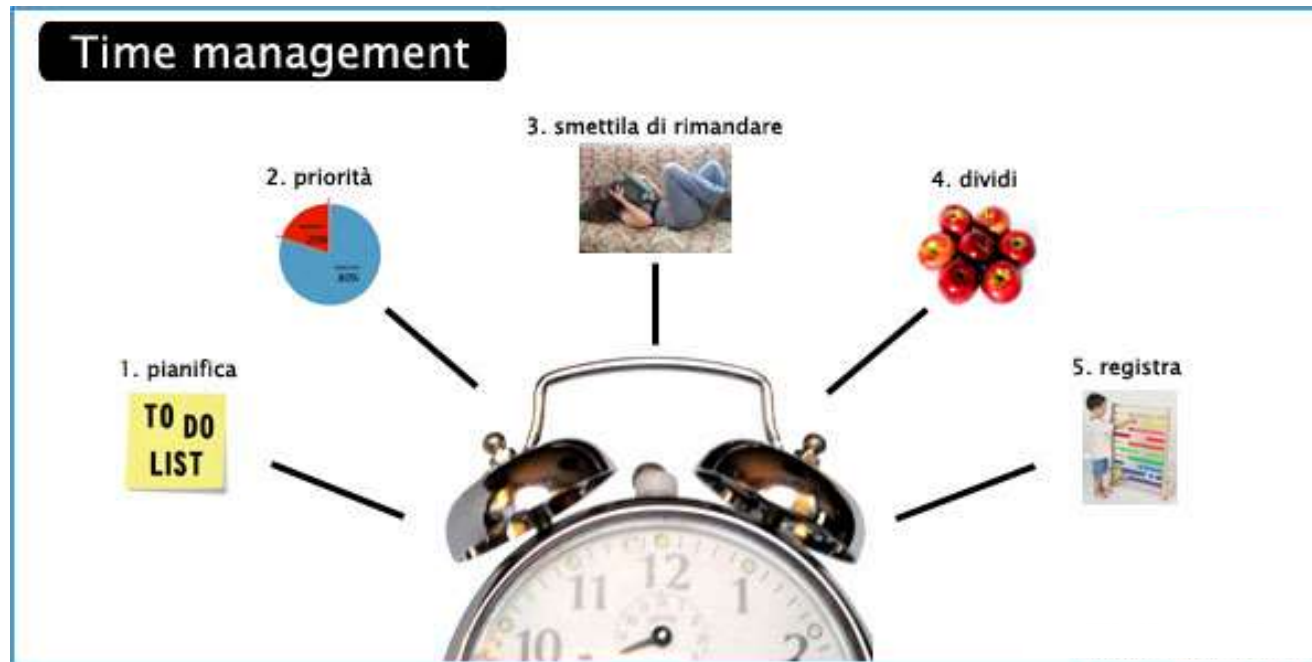 Time management
3. smettila di rimandare
2. priorità
4. dividi
80%
1. pianifica
5. registra
TO DO
LIST
12
11
1
10
2